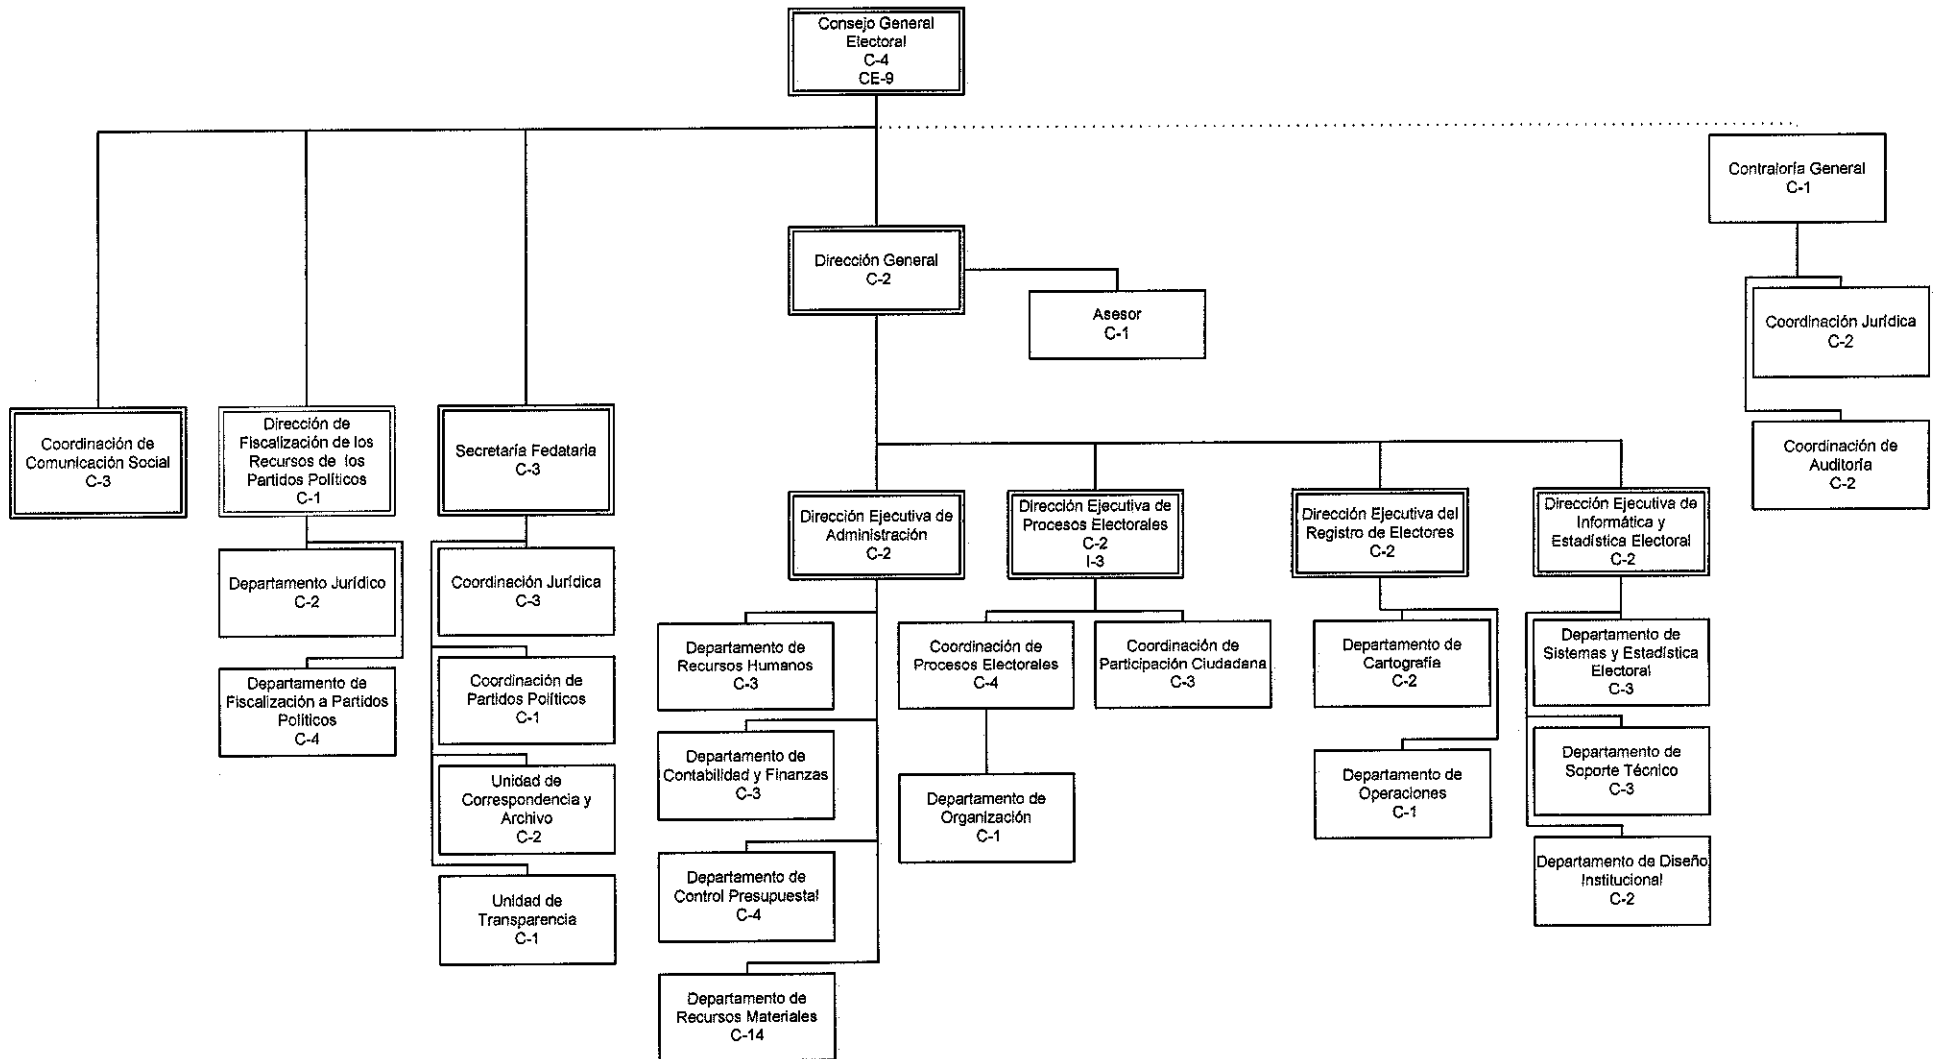 Consejo General
Electoral
C-4
CE-9
Contraloría General
C-1
Dirección General
C-2
Asesor
C-1
Coordinación Jurídica
C-2
Coordinación de
Auditoría
C-2
Coordinación de
Comunicación Social
C-3
Dirección de
Fiscalización de los
Recursos de los
Partidos Políticos
C-1
Secretaría Fedataria
C-3
Dirección Ejecutiva de
Administración
C-2
Dirección Ejecutiva de
Procesos Electorales
C-2
I-3
Dirección Ejecutiva del
Registro de Electores
C-2
Dirección Ejecutiva de
Informática y
Estadística Electoral
C-2
Departamento Jurídico
C-2
Departamento de
Fiscalización a Partidos
Políticos
C-4
Coordinación Jurídica
C-3
Coordinación de
Partidos Políticos
C-1
Unidad de
Correspondencia y
Archivo
C-2
Unidad de
Transparencia
C-1
Departamento de
Recursos Humanos
C-3
Departamento de
Contabilidad y Finanzas
C-3
Departamento de
Control Presupuestal
C-4
Departamento de
Recursos Materiales
C-14
Coordinación de
Procesos Electorales
C-4
Coordinación de
Participación Ciudadana
C-3
Departamento de
Organización
C-1
Departamento de
Cartografía
C-2
Departamento de
Operaciones
C-1
Departamento de
Sistemas y Estadística
Electoral
C-3
Departamento de
Soporte Técnico
C-3
Departamento de Diseño
Institucional
C-2